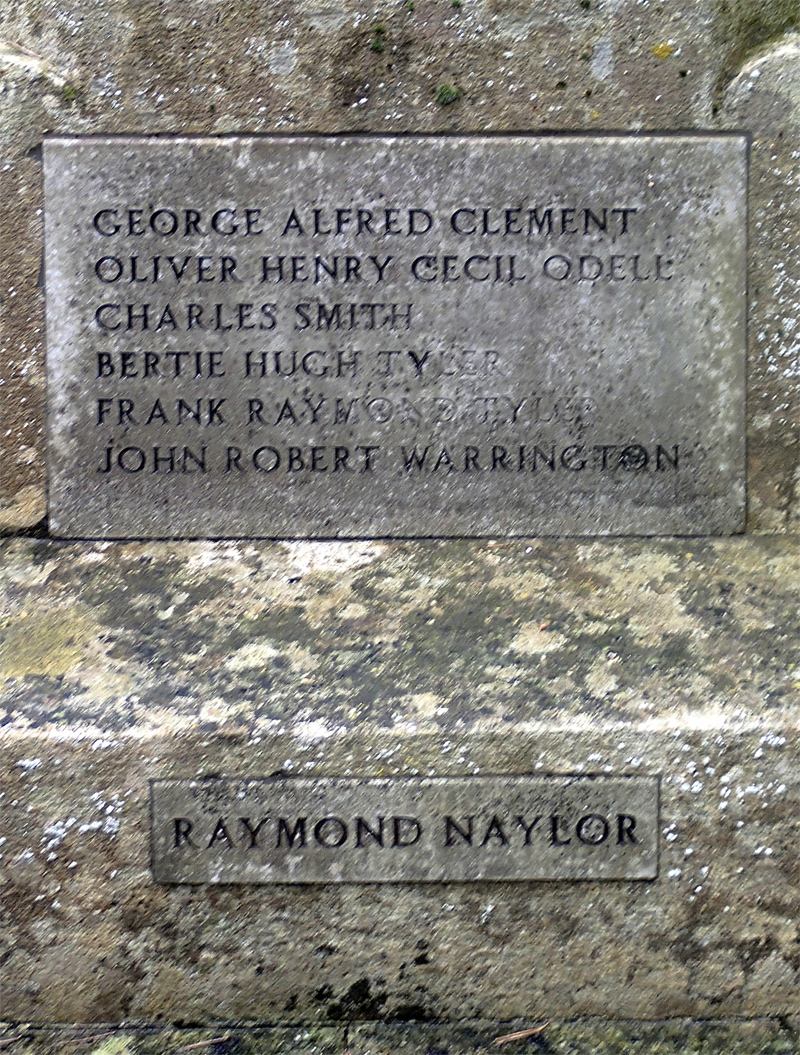 GEORGE ALFRED CLEMENT
OLIVER HENRY CECIL ODELL
CHARLES SMITH
BERTIE HUGH TYLER
FRANK RAYMOND TYLER
JOHN ROBERT WARRINGTON
RAYMOND NAYLOR